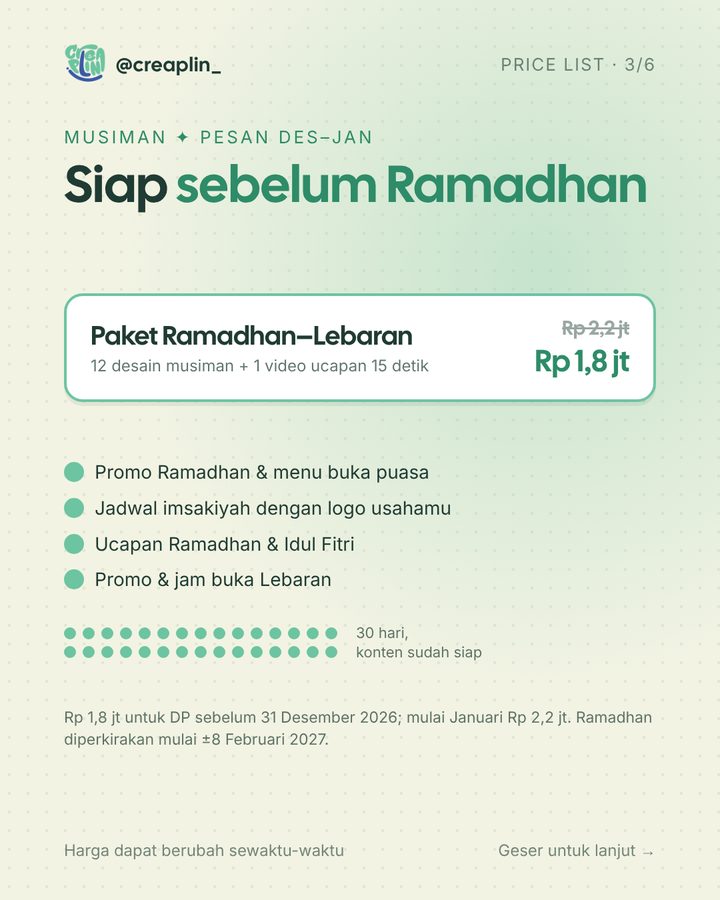 CREAPLIN
@creaplin_
PRICE LIST · 3/6
MUSIMAN ✦ PESAN DES–JAN
Siap sebelum Ramadhan
Paket Ramadhan—Lebaran
12 desain musiman + 1 video ucapan 15 detik
Rp 2,2 jt
Rp 1,8 jt
Promo Ramadhan & menu buka puasa
Jadwal imsakiyah dengan logo usahamu
Ucapan Ramadhan & Idul Fitri
Promo & jam buka Lebaran
30 hari,
konten sudah siap
Rp 1,8 jt untuk DP sebelum 31 Desember 2026; mulai Januari Rp 2,2 jt. Ramadhan
diperkirakan mulai ±8 Februari 2027.
Harga dapat berubah sewaktu-waktu
Geser untuk lanjut →